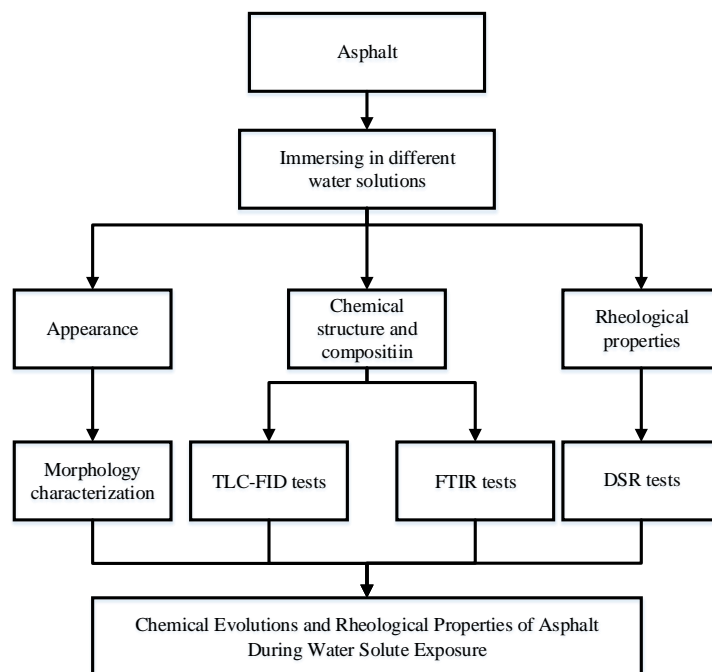 Asphalt
Immersing in different
water solutions
Appearance
Chemical
structure and
compositiin
Rheological
properties
Morphology
characterization
TLC-FID tests
FTIR tests
DSR tests
Chemical Evolutions and Rheological Properties of Asphalt
During Water Solute Exposure